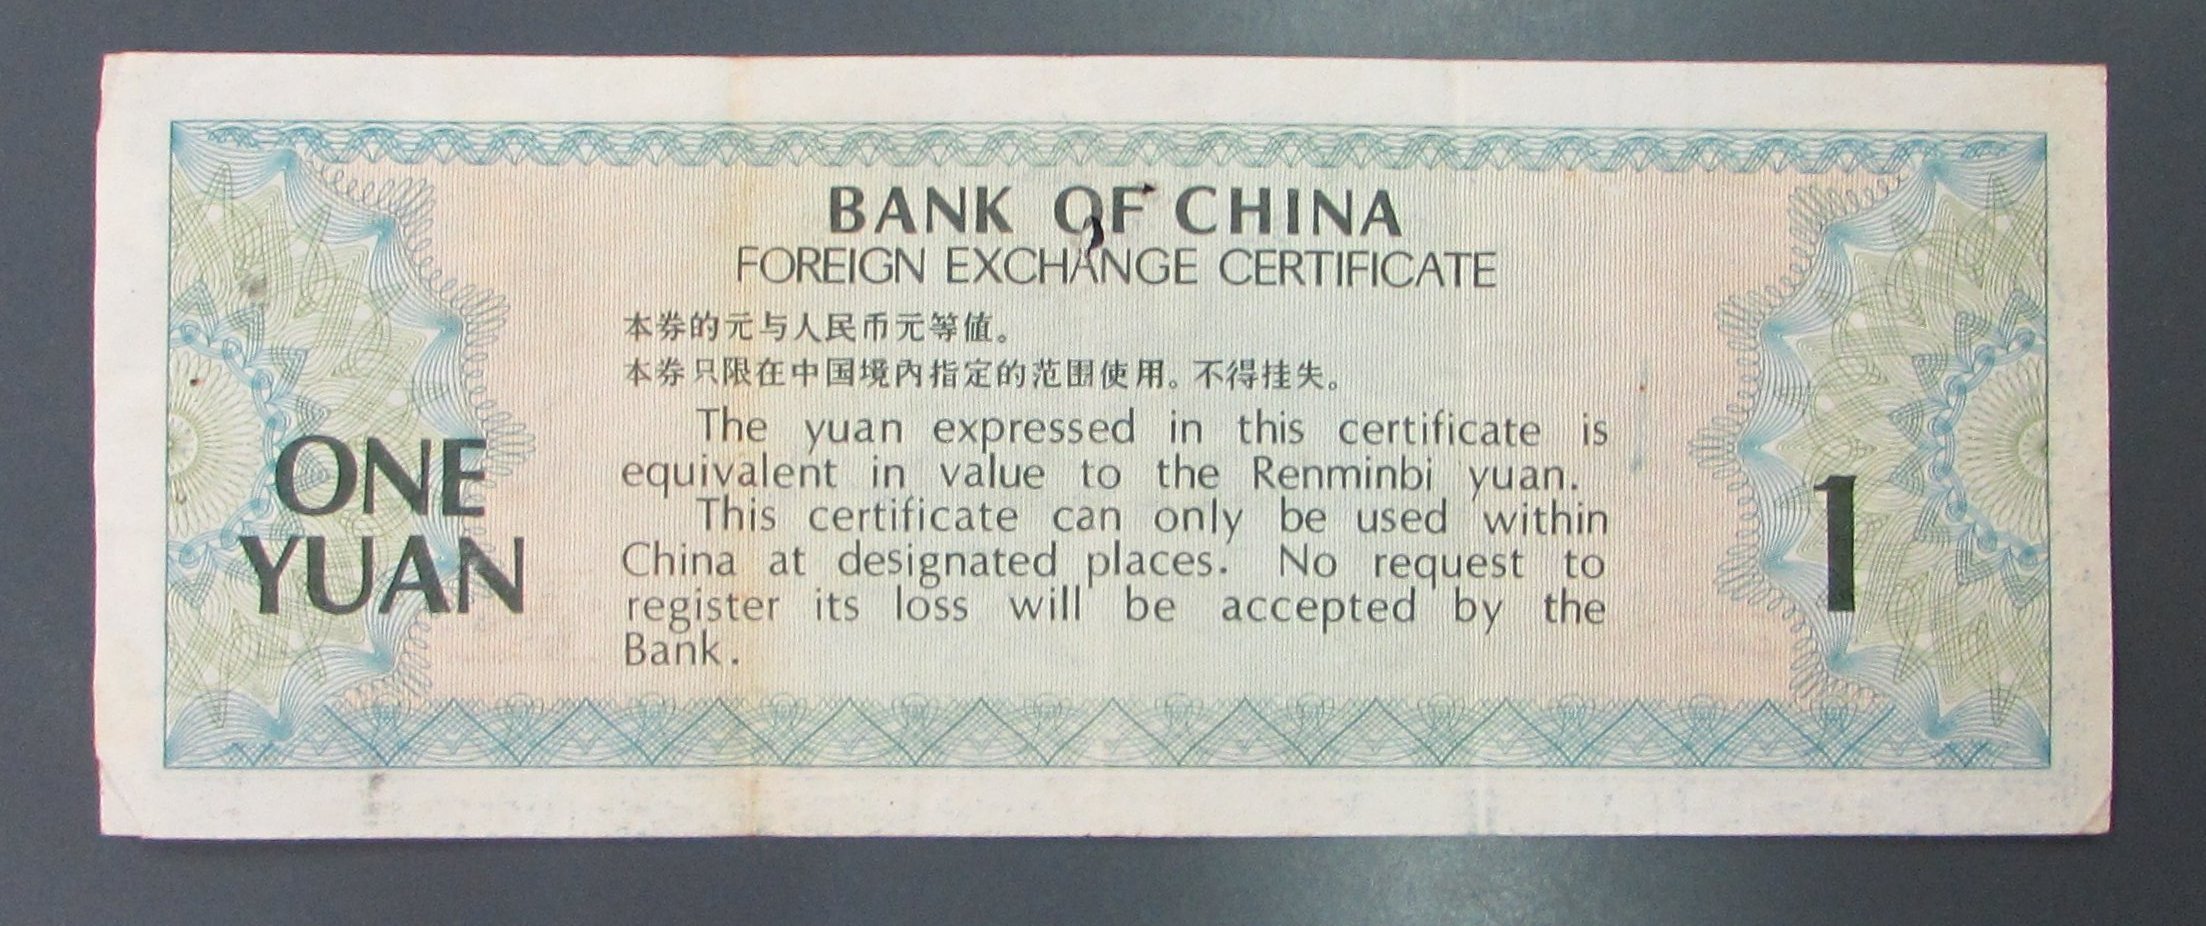 BANK OF CHINA
FOREIGN EXCHANGE CERTIFICATE
本券的元与人民币元等值。
本券只限在中国境内指定的范围使用。不得挂失。
The yuan expressed in this certificate is
equivalent in value to the Renminbi yuan.
This certificate can only be used within
China at designated places. No request to
register its loss will be accepted by the
Bank.
ONE
YUAN
1